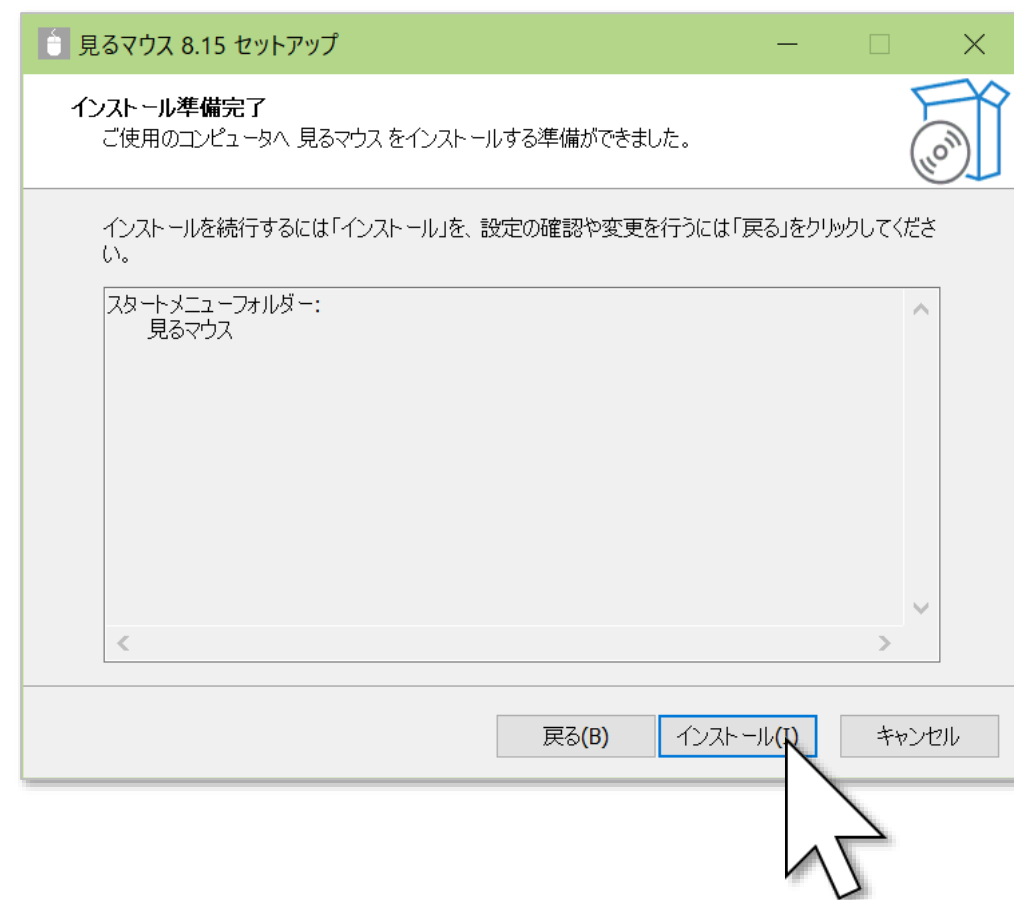 見るマウス 8.15 セットアップ
インストール準備完了
ご使用のコンピュータへ 見るマウス をインストールする準備ができました。
インストールを続行するには「インストール」を、設定の確認や変更を行うには「戻る」をクリックしてくださ
い。
スタートメニューフォルダー:
見るマウス
戻る(B) インストール(I) キャンセル